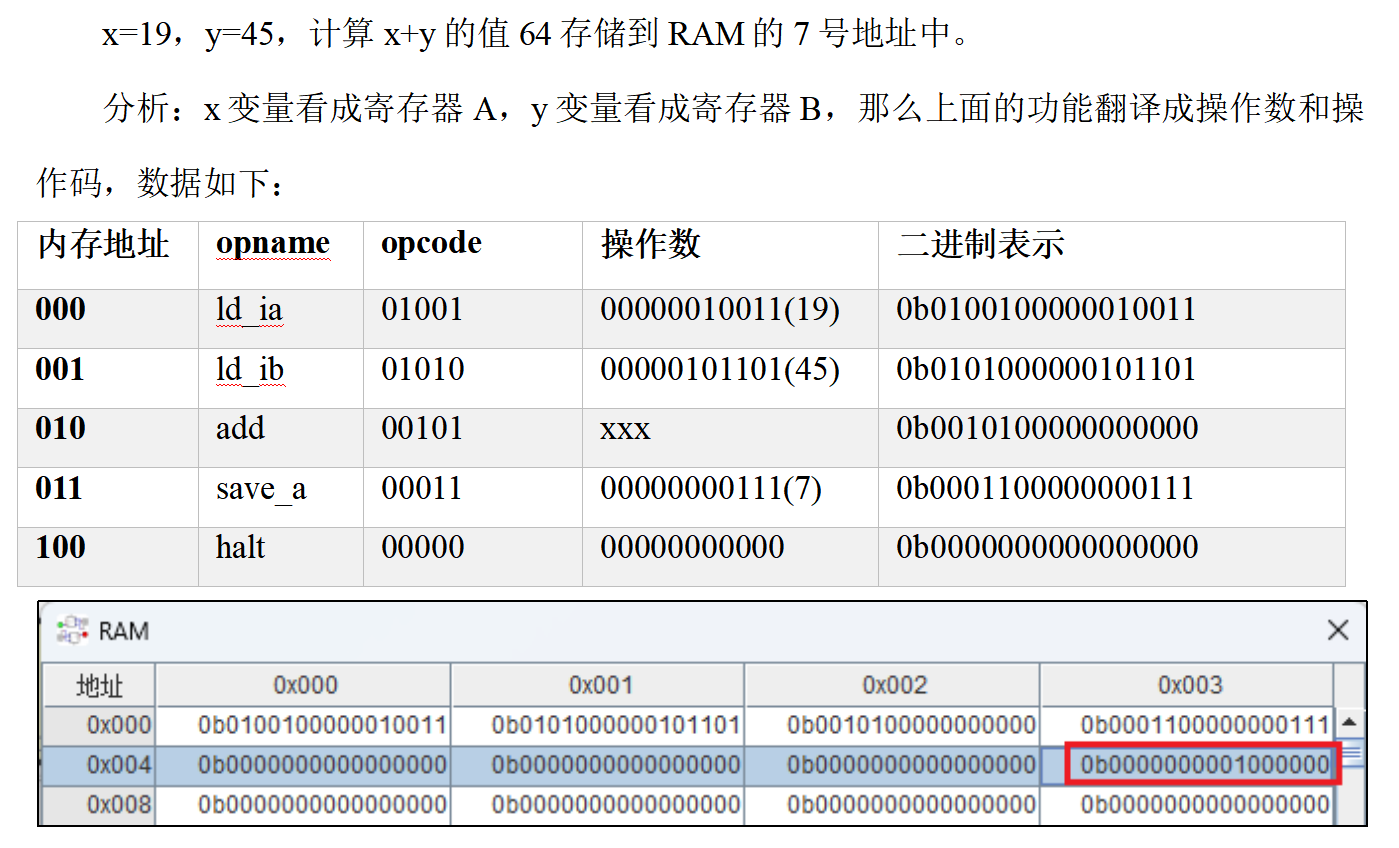 x=19，y=45，计算 x+y 的值 64 存储到 RAM 的 7 号地址中。
分析：x 变量看成寄存器 A，y 变量看成寄存器 B，那么上面的功能翻译成操作数和操
作码，数据如下：
内存地址 opname opcode 操作数 二进制表示
000 ld_ia 01001 00000010011(19) 0b0100100000010011
001 ld_ib 01010 00000101101(45) 0b0101000000101101
010 add 00101 xxx 0b0010100000000000
011 save_a 00011 00000000111(7) 0b0001100000000111
100 halt 00000 00000000000 0b0000000000000000
RAM
地址 0x000 0x001 0x002 0x003
0x000 0b0100100000010011 0b0101000000101101 0b0010100000000000 0b0001100000000111
0x004 0b0000000000000000 0b0000000000000000 0b0000000000000000 0b0000000001000000
0x008 0b0000000000000000 0b0000000000000000 0b0000000000000000 0b0000000000000000